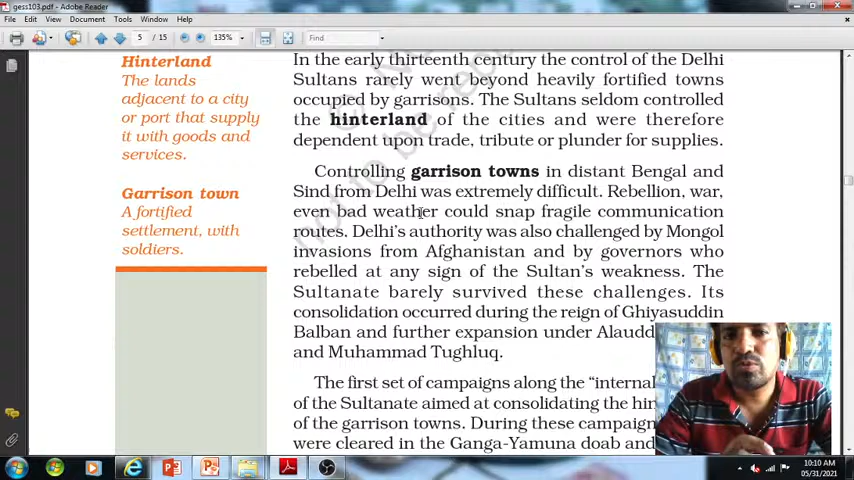 gess103.pdf - Adobe Reader
File Edit View Document Tools Window Help
5 / 15 135% Find
Hinterland
The lands
adjacent to a city
or port that supply
it with goods and
services.
Garrison town
A fortified
settlement, with
soldiers.
In the early thirteenth century the control of the Delhi
Sultans rarely went beyond heavily fortified towns
occupied by garrisons. The Sultans seldom controlled
the hinterland of the cities and were therefore
dependent upon trade, tribute or plunder for supplies.
Controlling garrison towns in distant Bengal and
Sind from Delhi was extremely difficult. Rebellion, war,
even bad weather could snap fragile communication
routes. Delhi's authority was also challenged by Mongol
invasions from Afghanistan and by governors who
rebelled at any sign of the Sultan's weakness. The
Sultanate barely survived these challenges. Its
consolidation occurred during the reign of Ghiyasuddin
Balban and further expansion under Alaudd
and Muhammad Tughluq.
The first set of campaigns along the "internal
of the Sultanate aimed at consolidating the hin
of the garrison towns. During these campaign
were cleared in the Ganga-Yamuna doab and
not to be rep
10:10 AM
05/31/2021